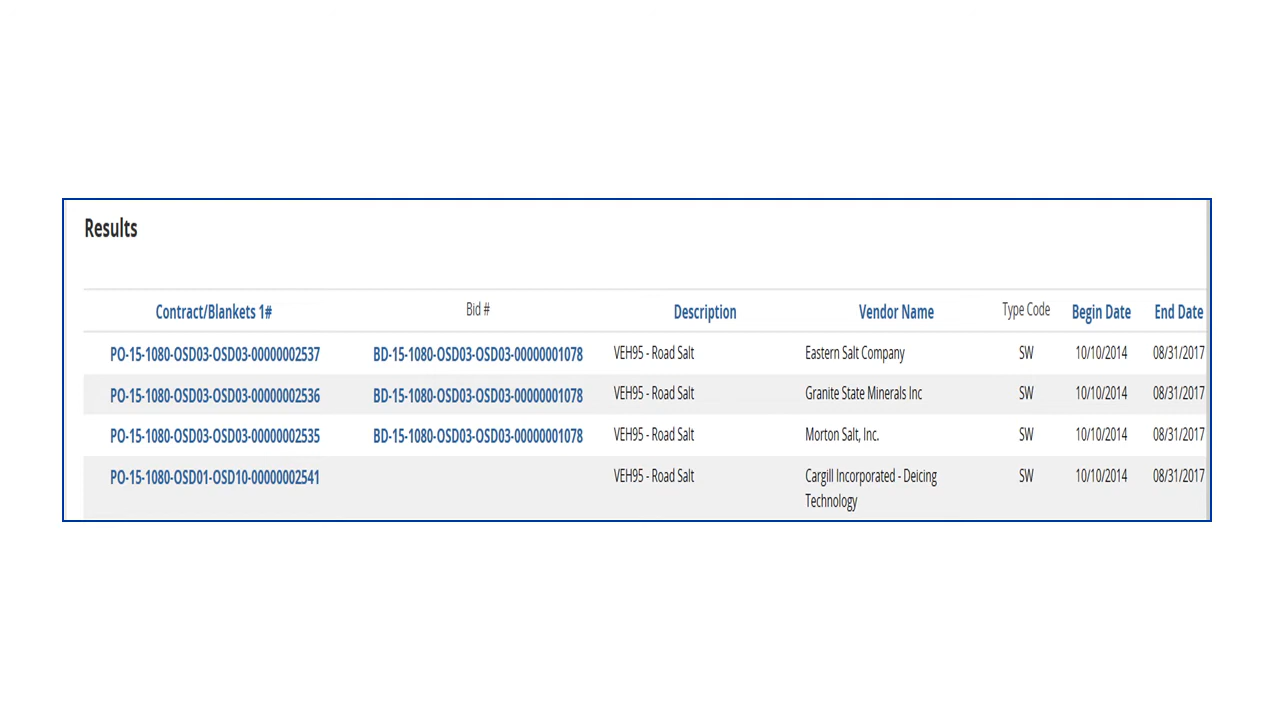 Results
Contract/Blankets 1# Bid # Description Vendor Name Type Code Begin Date End Date
PO-15-1080-OSD03-OSD03-00000002537 BD-15-1080-OSD03-OSD03-00000001078 VEH95 - Road Salt Eastern Salt Company SW 10/10/2014 08/31/2017
PO-15-1080-OSD03-OSD03-00000002536 BD-15-1080-OSD03-OSD03-00000001078 VEH95 - Road Salt Granite State Minerals Inc SW 10/10/2014 08/31/2017
PO-15-1080-OSD03-OSD03-00000002535 BD-15-1080-OSD03-OSD03-00000001078 VEH95 - Road Salt Morton Salt, Inc. SW 10/10/2014 08/31/2017
PO-15-1080-OSD01-OSD10-00000002541 VEH95 - Road Salt Cargill Incorporated - Deicing SW 10/10/2014 08/31/2017
Technology